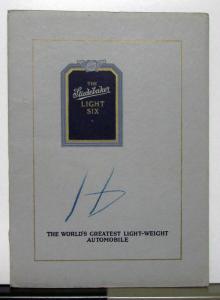 THE
Studebaker
LIGHT
SIX
THE WORLD'S GREATEST LIGHT-WEIGHT
AUTOMOBILE